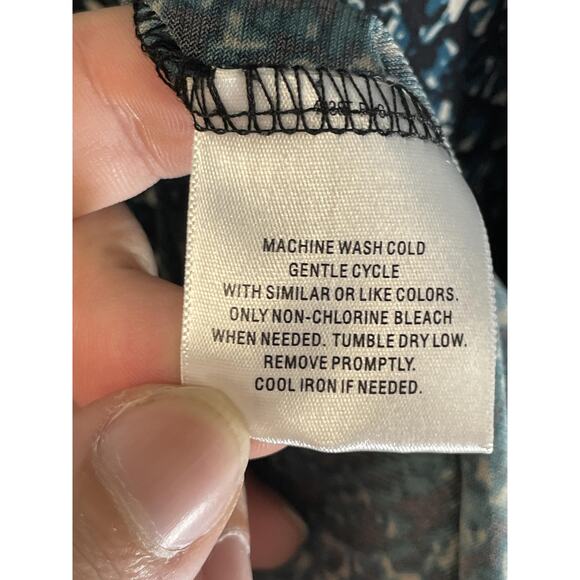 MACHINE WASH COLD
GENTLE CYCLE
WITH SIMILAR OR LIKE COLORS.
ONLY NON-CHLORINE BLEACH
WHEN NEEDED. TUMBLE DRY LOW.
REMOVE PROMPTLY.
COOL IRON IF NEEDED.